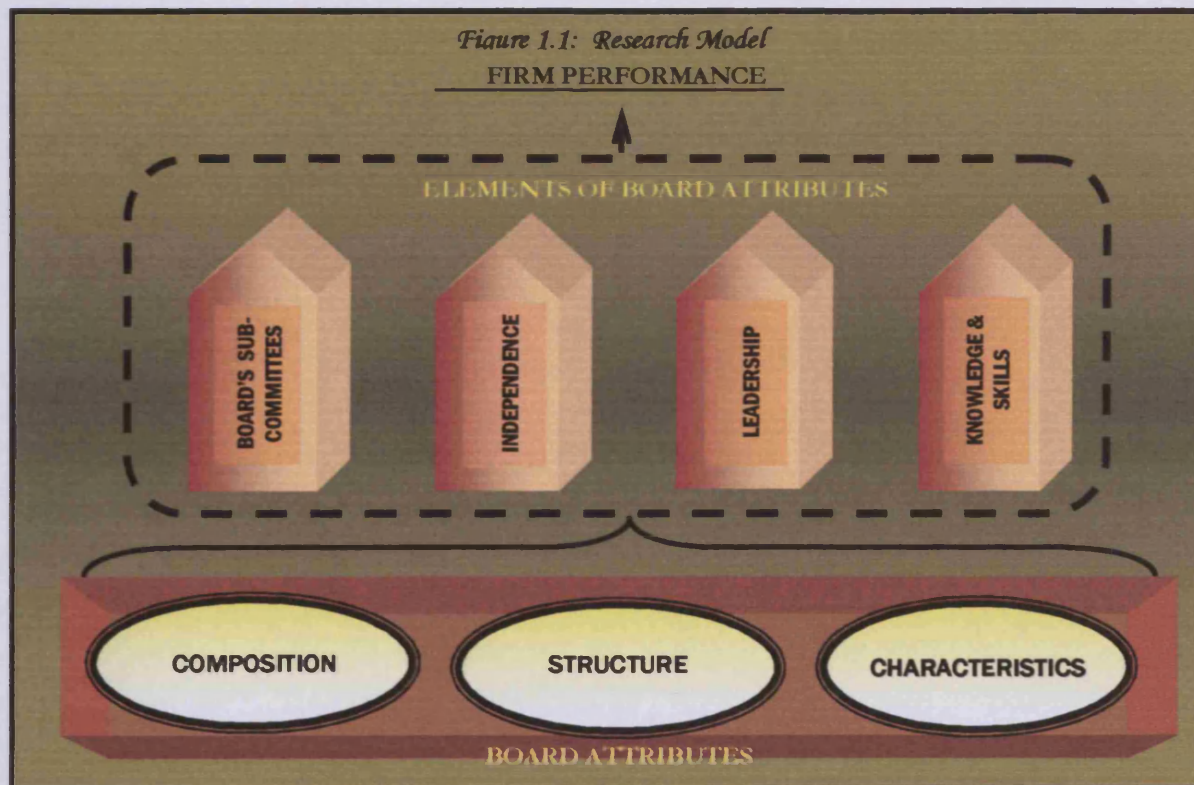 Figure 1.1: Research Model
FIRM PERFORMANCE
ELEMENTS OF BOARD ATTRIBUTES
BOARD'S SUB-
COMMITTEES
INDEPENDENCE
LEADERSHIP
KNOWLEDGE &
SKILLS
COMPOSITION
STRUCTURE
CHARACTERISTICS
BOARD ATTRIBUTES